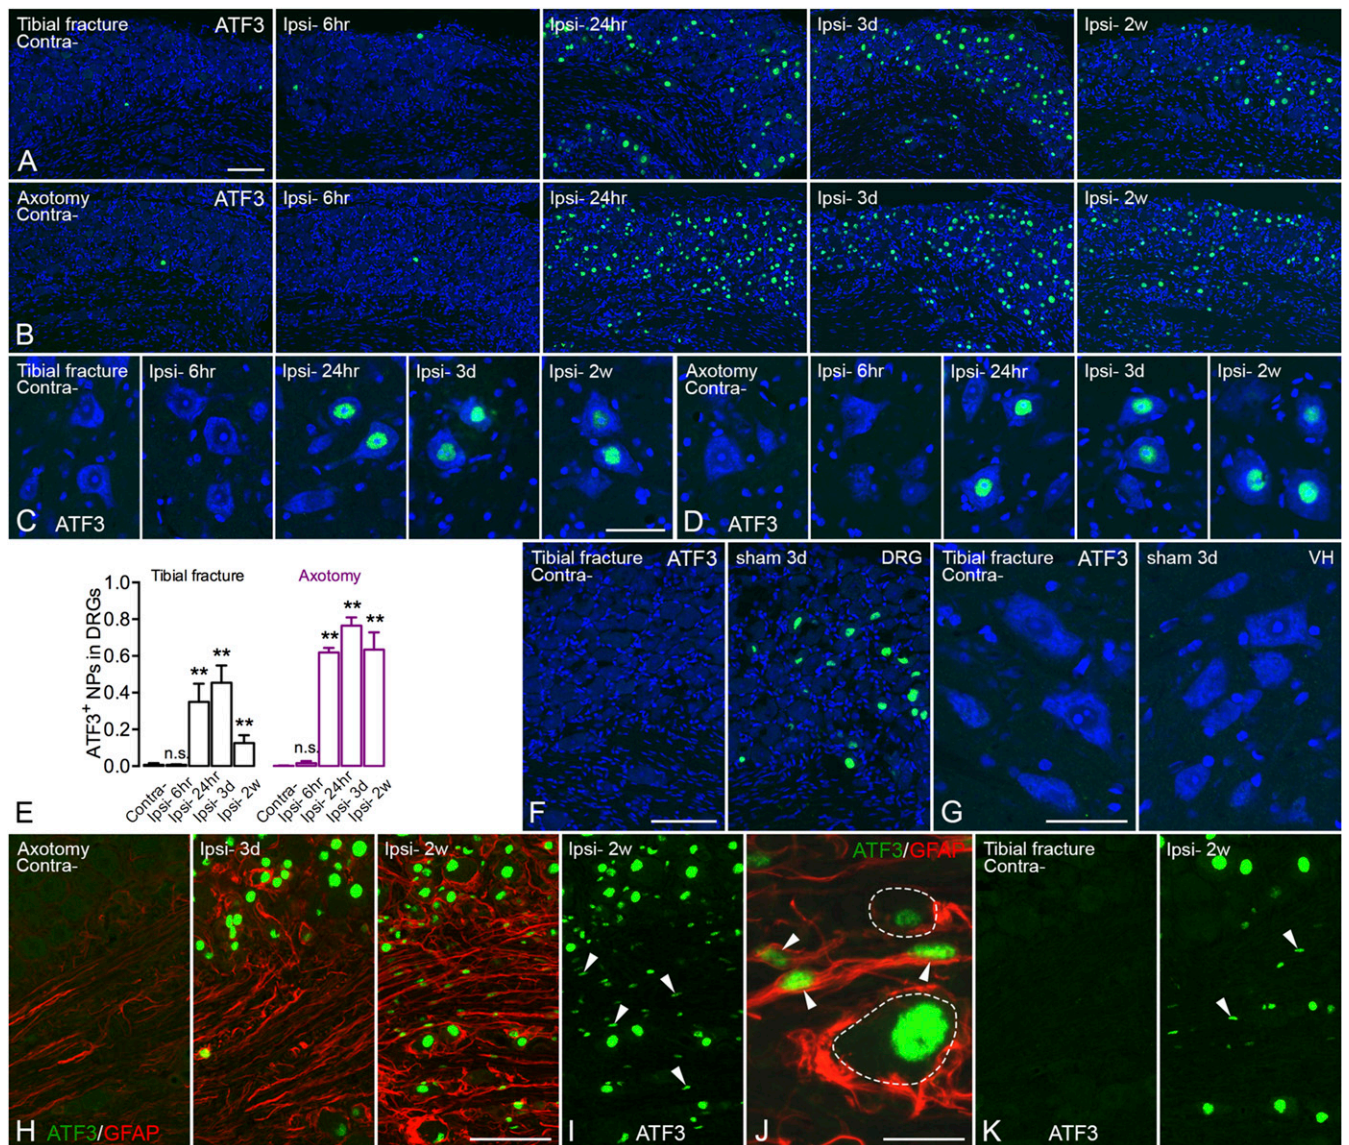 Tibial fracture ATF3
Contra-
Ipsi- 6hr
Ipsi- 24hr
Ipsi- 3d
Ipsi- 2w
A
Axotomy ATF3
Contra-
Ipsi- 6hr
Ipsi- 24hr
Ipsi- 3d
Ipsi- 2w
B
Tibial fracture
Contra-
Ipsi- 6hr
Ipsi- 24hr
Ipsi- 3d
Ipsi- 2w
C ATF3
Axotomy
Contra-
Ipsi- 6hr
Ipsi- 24hr
Ipsi- 3d
Ipsi- 2w
D ATF3
Tibial fracture Axotomy
ATF3+ NPs in DRGs
1.0
0.8
0.6
0.4
0.2
0.0
n.s. ** ** **
n.s. ** ** **
Contra- Ipsi- 6hr Ipsi- 24hr Ipsi- 3d Ipsi- 2w
Contra- Ipsi- 6hr Ipsi- 24hr Ipsi- 3d Ipsi- 2w
E
Tibial fracture ATF3
Contra-
sham 3d DRG
F
Tibial fracture ATF3
Contra-
sham 3d VH
G
Axotomy
Contra-
Ipsi- 3d
Ipsi- 2w
H ATF3/GFAP
Ipsi- 2w
I ATF3
ATF3/GFAP
J
Tibial fracture
Contra-
Ipsi- 2w
K ATF3